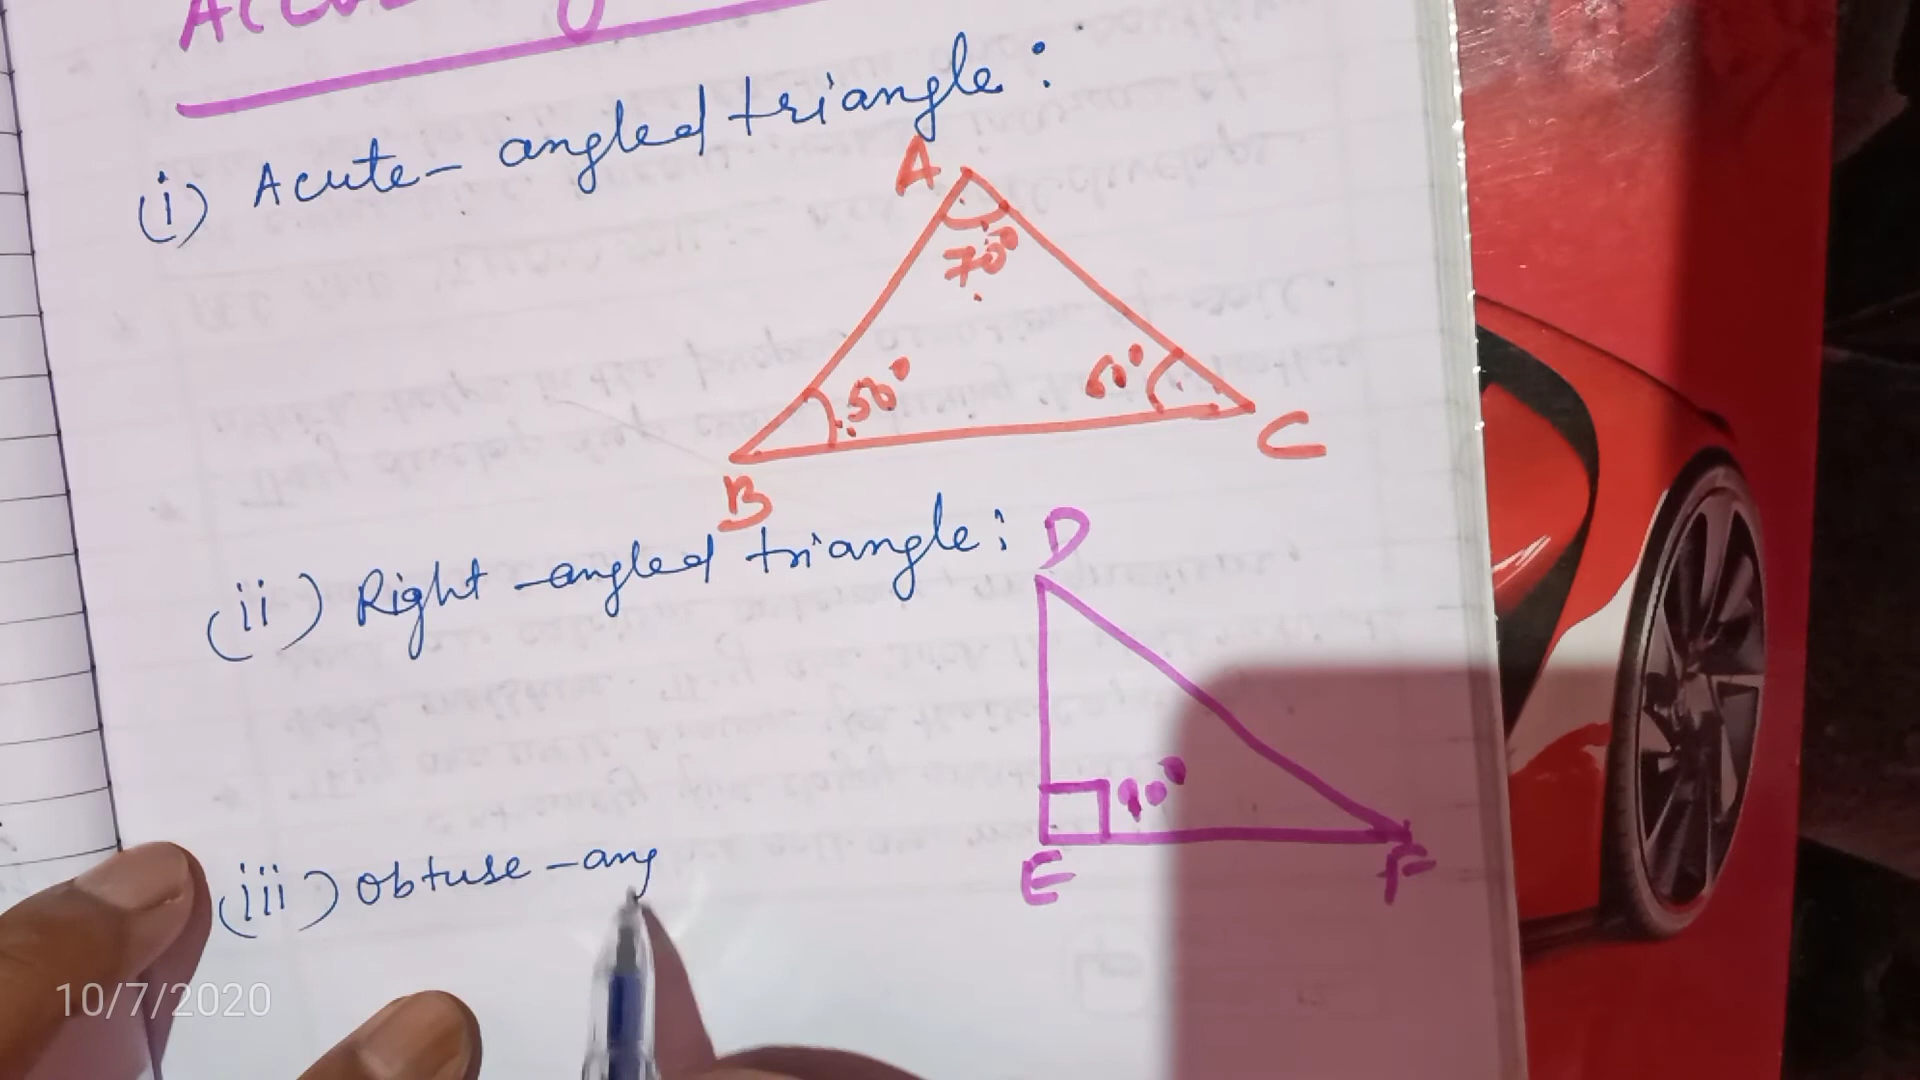 (i) Acute- angled triangle:
A
70°
50°
60°
B
C
(ii) Right -angled triangle:
D
90°
E
F
(iii) Obtuse -ang
10/7/2020